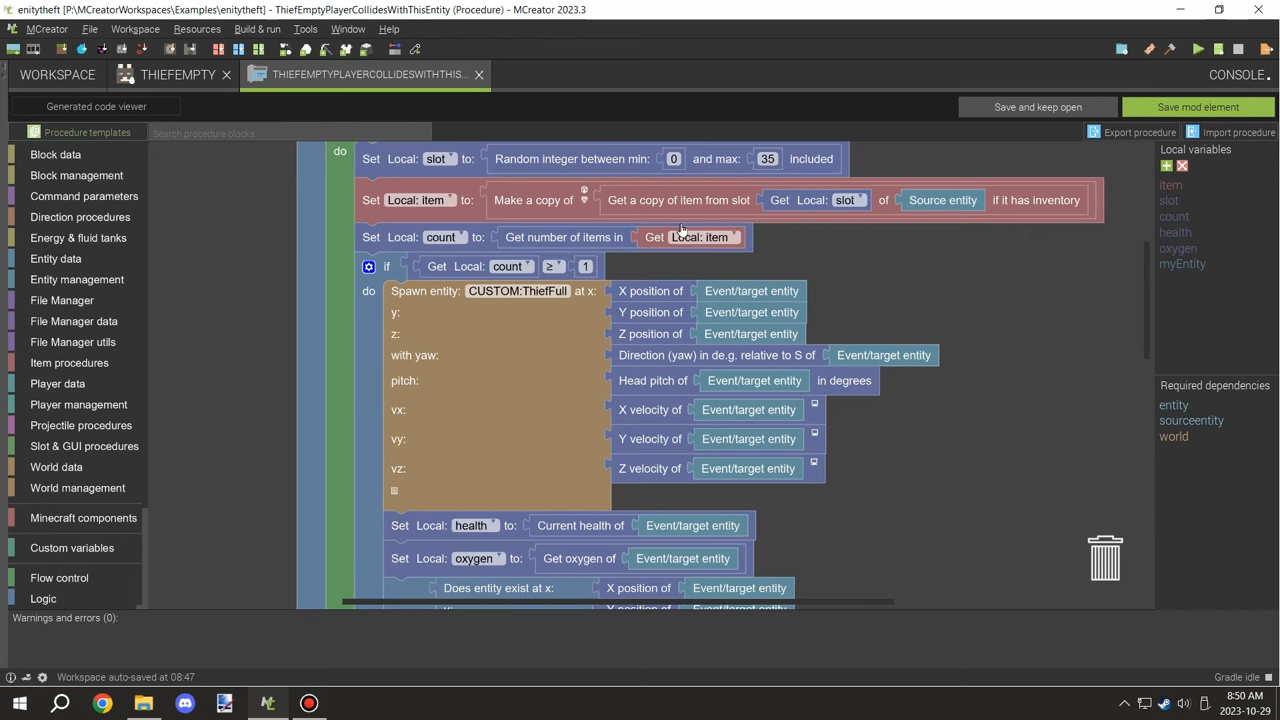 enitytheft [P:\MCreatorWorkspaces\Examples\enitytheft] - ThiefEmptyPlayerCollidesWithThisEntity (Procedure) - MCreator 2023.3
MCreator File Workspace Resources Build & run Tools Window Help
WORKSPACE THIEFEMPTY THIEFEMPTYPLAYERCOLLIDESWITHTHIS... CONSOLE
Generated code viewer Save and keep open Save mod element
Procedure templates Search procedure blocks Export procedure Import procedure
Block data
Block management
Command parameters
Direction procedures
Energy & fluid tanks
Entity data
Entity management
File Manager
File Manager data
File Manager utils
Item procedures
Player data
Player management
Projectile procedures
Slot & GUI procedures
World data
World management
Minecraft components
Custom variables
Flow control
Logic
do Set Local: slot to: Random integer between min: 0 and max: 35 included
Set Local: item to: Make a copy of Get a copy of item from slot Get Local: slot of Source entity if it has inventory
Set Local: count to: Get number of items in Get Local: item
if Get Local: count ≥ 1
do Spawn entity: CUSTOM:ThiefFull at x: X position of Event/target entity
y: Y position of Event/target entity
z: Z position of Event/target entity
with yaw: Direction (yaw) in de.g. relative to S of Event/target entity
pitch: Head pitch of Event/target entity in degrees
vx: X velocity of Event/target entity
vy: Y velocity of Event/target entity
vz: Z velocity of Event/target entity
Set Local: health to: Current health of Event/target entity
Set Local: oxygen to: Get oxygen of Event/target entity
Does entity exist at x: X position of Event/target entity
Local variables
item
slot
count
health
oxygen
myEntity
Required dependencies
entity
sourceentity
world
Warnings and errors (0):
Workspace auto-saved at 08:47 Gradle idle
8:50 AM
2023-10-29